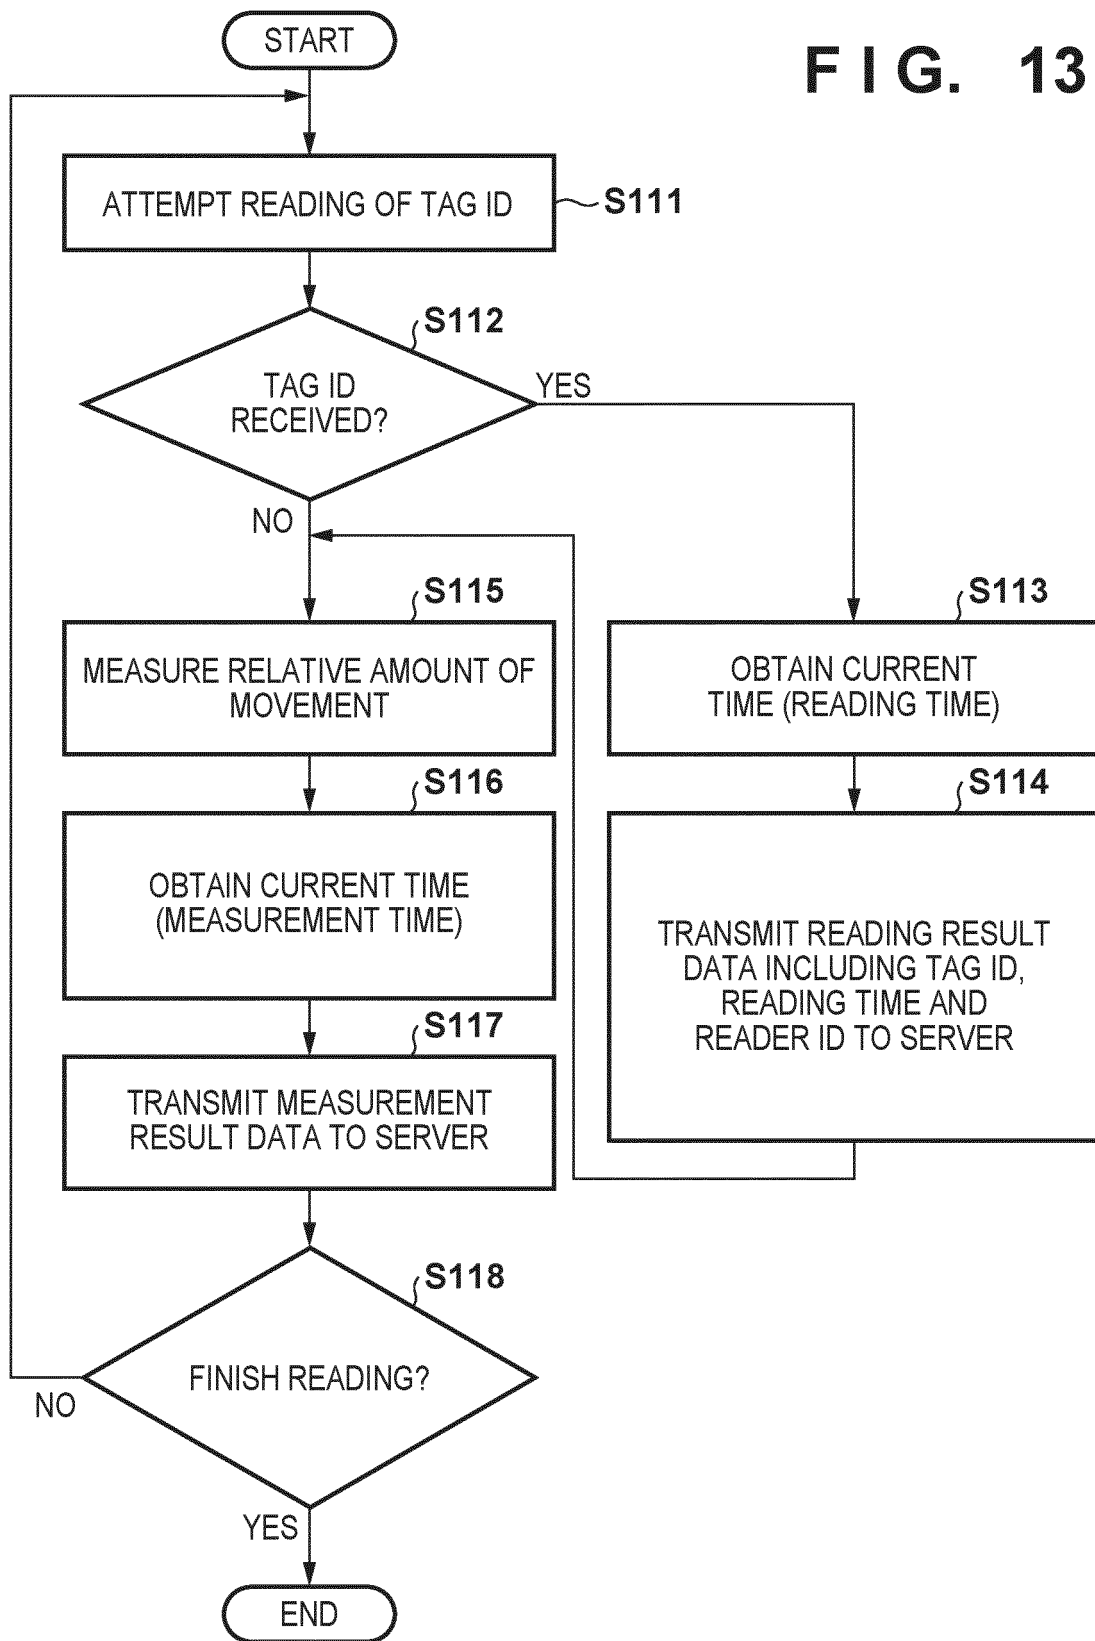 START
F I G. 13
ATTEMPT READING OF TAG ID
S111
S112
TAG ID
RECEIVED?
YES
NO
S115
MEASURE RELATIVE AMOUNT OF
MOVEMENT
S113
OBTAIN CURRENT
TIME (READING TIME)
S116
OBTAIN CURRENT TIME
(MEASUREMENT TIME)
S114
TRANSMIT READING RESULT
DATA INCLUDING TAG ID,
READING TIME AND
READER ID TO SERVER
S117
TRANSMIT MEASUREMENT
RESULT DATA TO SERVER
S118
FINISH READING?
NO
YES
END